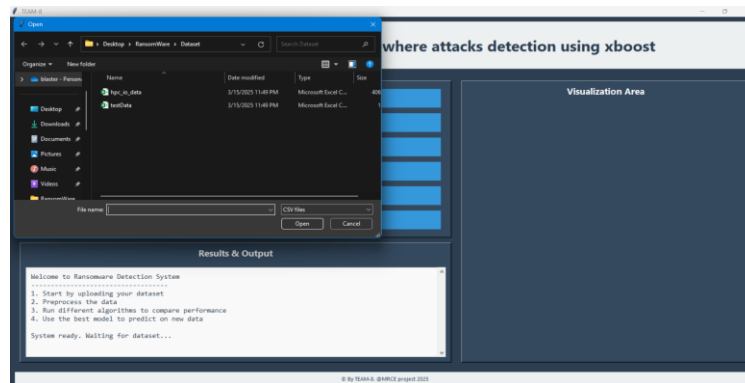 TEAM-8
Open
Desktop > RansomWare > Dataset
Search Dataset
Organize
New folder
blaster - Person
Desktop
Downloads
Documents
Pictures
Music
Videos
RansomWare
Name
Date modified
Type
Size
hpc_io_data
3/15/2025 11:49 PM
Microsoft Excel C...
406
testData
3/15/2025 11:49 PM
Microsoft Excel C...
1
File name:
CSV files
Open
Cancel
where attacks detection using xboost
Visualization Area
Results & Output
Welcome to Ransomware Detection System
----------------------------------
1. Start by uploading your dataset
2. Preprocess the data
3. Run different algorithms to compare performance
4. Use the best model to predict on new data
System ready. Waiting for dataset...
© By TEAM-8, @MRCE project 2025